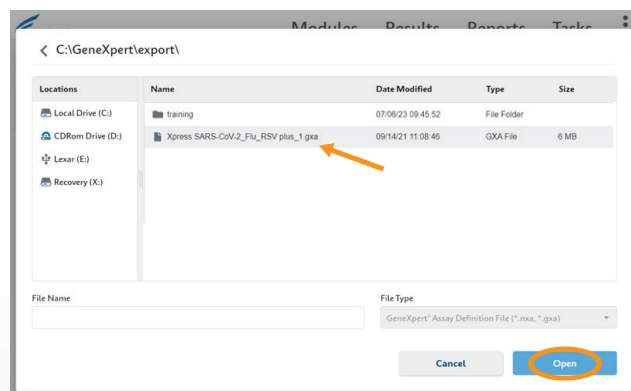 Modules Results Reports Tasks
C:\GeneXpert\export\
Locations Name Date Modified Type Size
Local Drive (C:) training 07/06/23 09:45:52 File Folder
CDRom Drive (D:) Xpress SARS-CoV-2_Flu_RSV plus_1.gxa 09/14/21 11:08:46 GXA File 6 MB
Lexar (E:)
Recovery (X:)
File Name File Type
GeneXpert® Assay Definition File (*.nxa, *.gxa)
Cancel Open